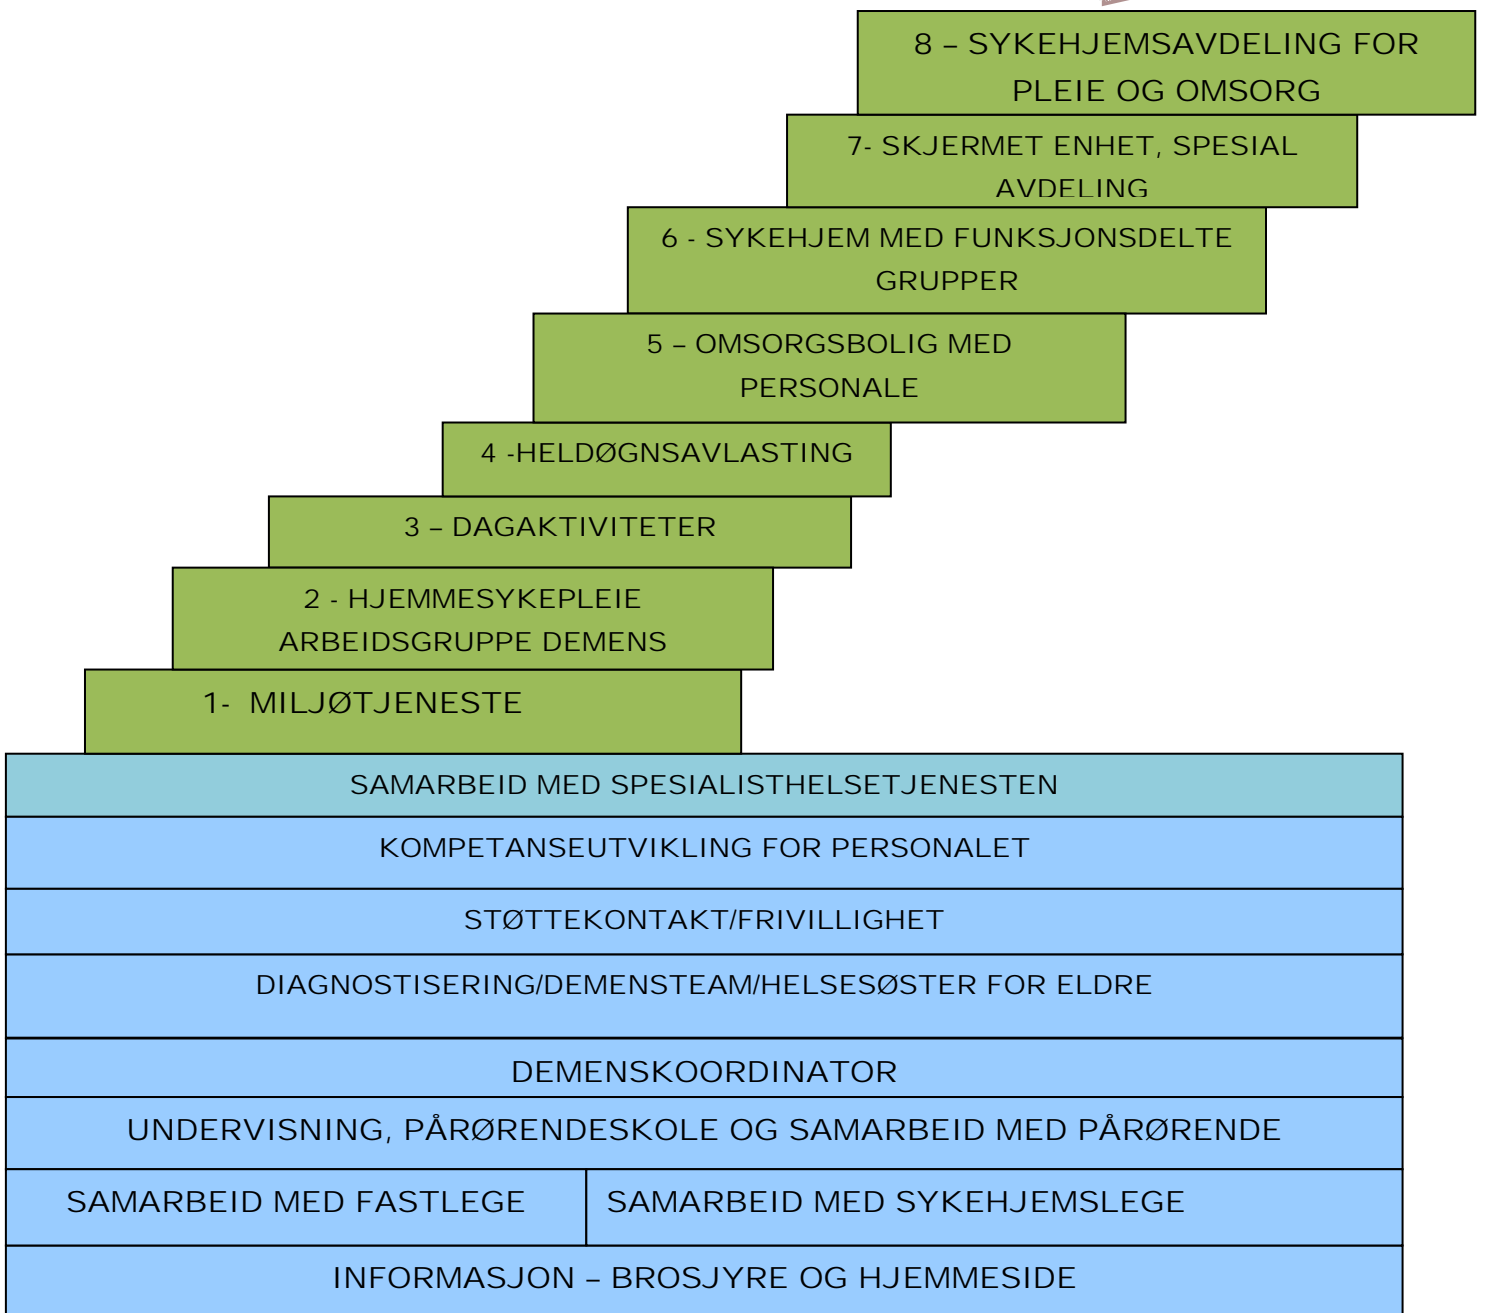 8 – SYKEHJEMSAVDELING FOR
PLEIE OG OMSORG
7- SKJERMET ENHET, SPESIAL
AVDELING
6 - SYKEHJEM MED FUNKSJONSDELTE
GRUPPER
5 – OMSORGSBOLIG MED
PERSONALE
4 -HELDØGNSAVLASTING
3 – DAGAKTIVITETER
2 - HJEMMESYKEPLEIE
ARBEIDSGRUPPE DEMENS
1- MILJØTJENESTE
SAMARBEID MED SPESIALISTHELSETJENESTEN
KOMPETANSEUTVIKLING FOR PERSONALET
STØTTEKONTAKT/FRIVILLIGHET
DIAGNOSTISERING/DEMENSTEAM/HELSESØSTER FOR ELDRE
DEMENSKOORDINATOR
UNDERVISNING, PÅRØRENDESKOLE OG SAMARBEID MED PÅRØRENDE
SAMARBEID MED FASTLEGE
SAMARBEID MED SYKEHJEMSLEGE
INFORMASJON – BROSJYRE OG HJEMMESIDE